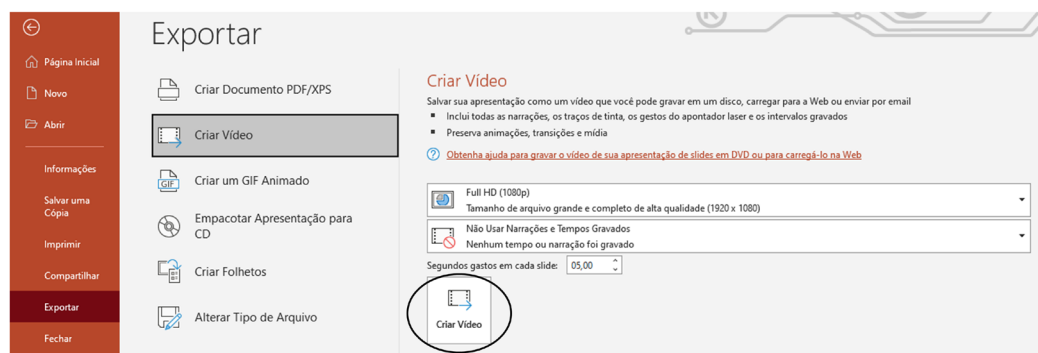 Exportar
Página Inicial
Novo
Abrir
Informações
Salvar uma
Cópia
Imprimir
Compartilhar
Exportar
Fechar
Criar Documento PDF/XPS
Criar Vídeo
GIF
Criar um GIF Animado
Empacotar Apresentação para
CD
Criar Folhetos
Alterar Tipo de Arquivo
Criar Vídeo
Salvar sua apresentação como um vídeo que você pode gravar em um disco, carregar para a Web ou enviar por email
Inclui todas as narrações, os traços de tinta, os gestos do apontador laser e os intervalos gravados
Preserva animações, transições e mídia
Obtenha ajuda para gravar o vídeo de sua apresentação de slides em DVD ou para carregá-lo na Web
Full HD (1080p)
Tamanho de arquivo grande e completo de alta qualidade (1920 x 1080)
Não Usar Narrações e Tempos Gravados
Nenhum tempo ou narração foi gravado
Segundos gastos em cada slide: 05,00
Criar Vídeo